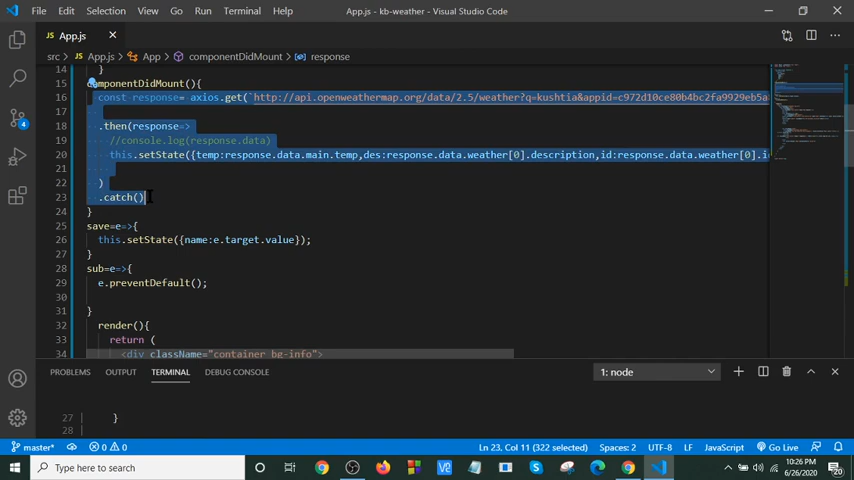 File Edit Selection View Go Run Terminal Help App.js - kb-weather - Visual Studio Code
App.js
src > App.js > App > componentDidMount() > response
14 }
15 componentDidMount(){
16 const response= axios.get(`http://api.openweathermap.org/data/2.5/weather?q=kushtia&appid=c972d10ce80b4bc2fa9929eb5a
17
18 .then(response=>
19 //console.log(response.data)
20 this.setState({temp:response.data.main.temp,des:response.data.weather[0].description,id:response.data.weather[0].i
21
22 )
23 .catch()
24 }
25 save=e=>{
26 this.setState({name:e.target.value});
27 }
28 sub=e=>{
29 e.preventDefault();
30
31 }
32 render(){
33 return (
34 <div className="container bg-info">
PROBLEMS OUTPUT TERMINAL DEBUG CONSOLE 1: node
27 | }
28 |
4
master* 0 0 Ln 23, Col 11 (322 selected) Spaces: 2 UTF-8 LF JavaScript Go Live
Type here to search
10:26 PM
6/26/2020
20